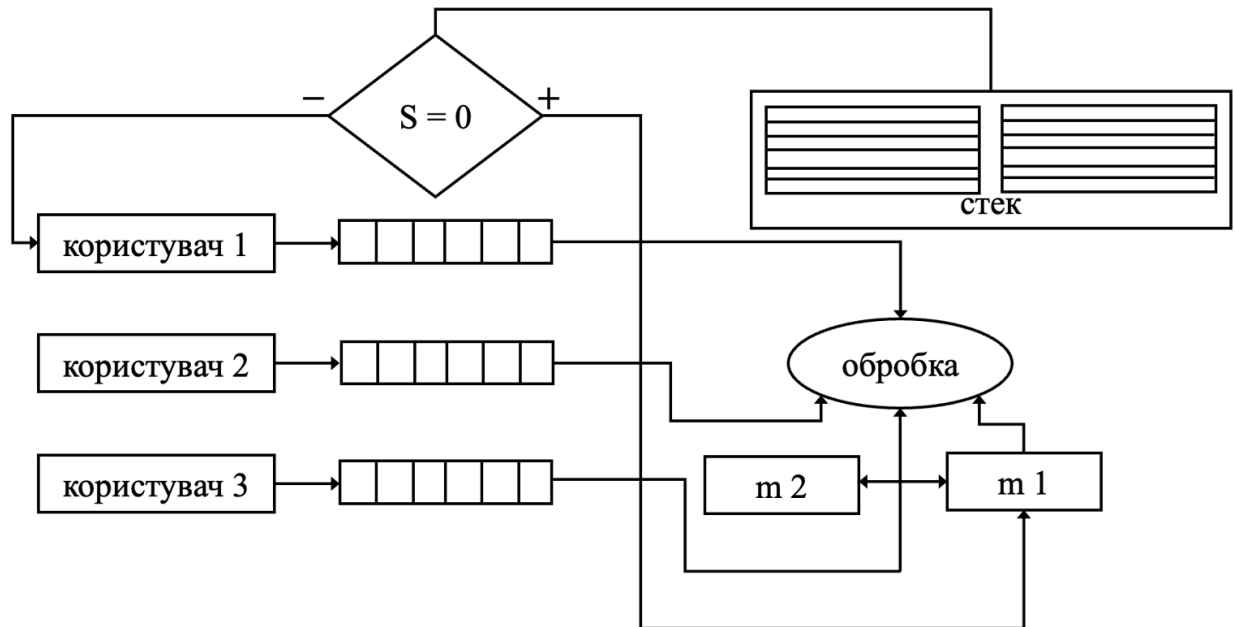 −
S = 0
+
стек
користувач 1
користувач 2
обробка
користувач 3
m 2
m 1